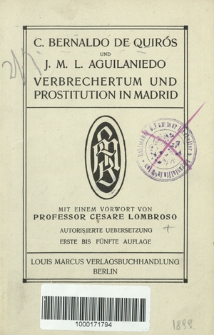 C. BERNALDO DE QUIRÓS
UND
J. M. L. AGUILANIEDO
VERBRECHERTUM UND
PROSTITUTION IN MADRID
MIT EINEM VORWORT VON
PROFESSOR CESARE LOMBROSO
AUTORISIERTE UEBERSETZUNG
ERSTE BIS FÜNFTE AUFLAGE
LOUIS MARCUS VERLAGSBUCHHANDLUNG
BERLIN
1000171794